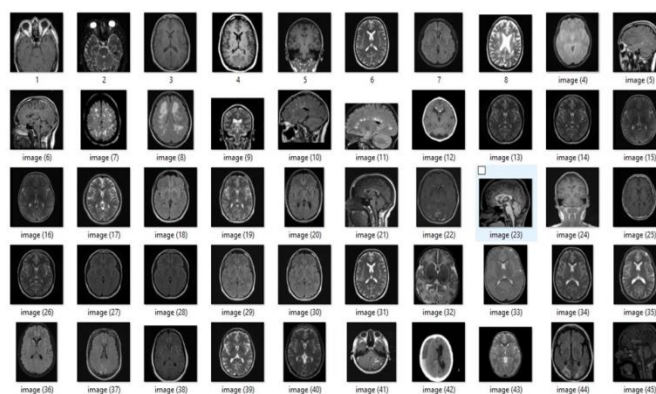 1 2 3 4 5 6 7 8 image (4) image (5)
image (6) image (7) image (8) image (9) image (10) image (11) image (12) image (13) image (14) image (15)
image (16) image (17) image (18) image (19) image (20) image (21) image (22) image (23) image (24) image (25)
image (26) image (27) image (28) image (29) image (30) image (31) image (32) image (33) image (34) image (35)
image (36) image (37) image (38) image (39) image (40) image (41) image (42) image (43) image (44) image (45)